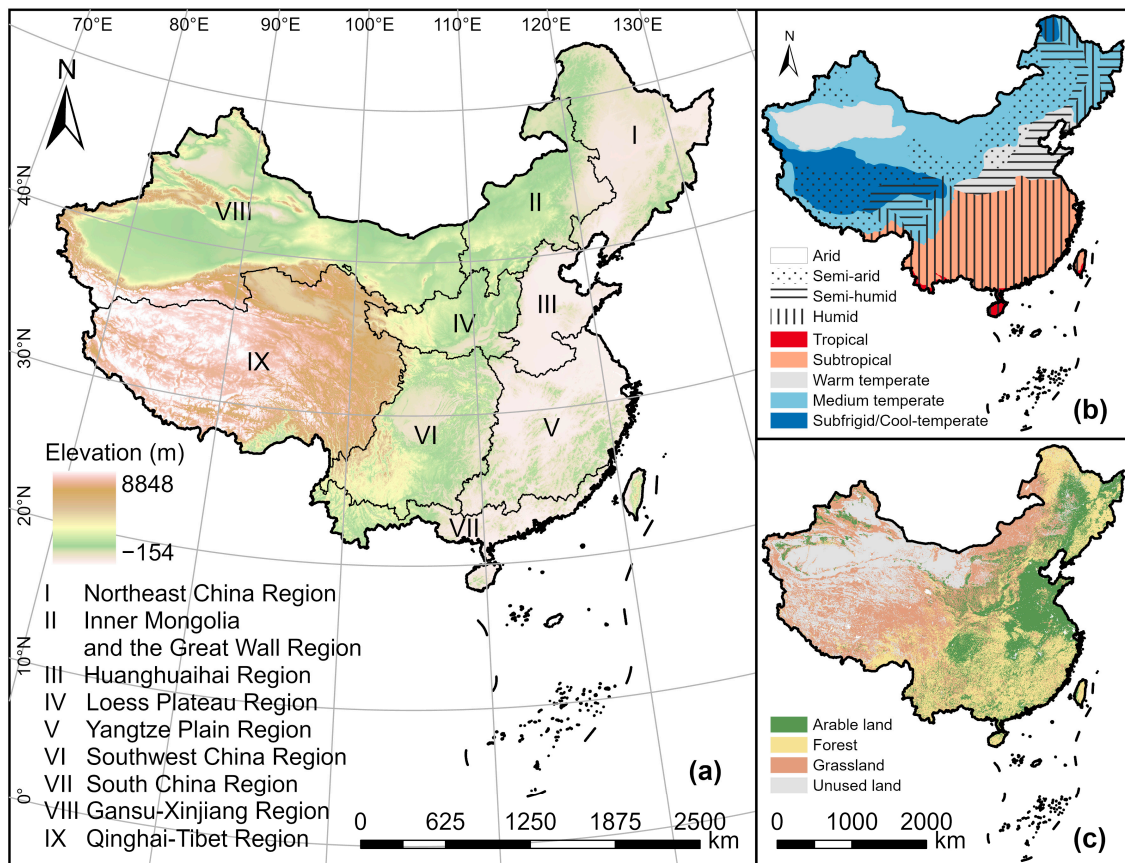 70°E 80°E 90°E 100°E 110°E 120°E 130°E
N
40°N
30°N
20°N
10°N
0°
I
II
III
IV
V
VI
VII
VIII
IX
Elevation (m)
8848
−154
I Northeast China Region
II Inner Mongolia
and the Great Wall Region
III Huanghuaihai Region
IV Loess Plateau Region
V Yangtze Plain Region
VI Southwest China Region
VII South China Region
VIII Gansu-Xinjiang Region
IX Qinghai-Tibet Region
(a)
0 625 1250 1875 2500
km
N
Arid
Semi-arid
Semi-humid
Humid
Tropical
Subtropical
Warm temperate
Medium temperate
Subfrigid/Cool-temperate
(b)
Arable land
Forest
Grassland
Unused land
0 1000 2000
km
(c)